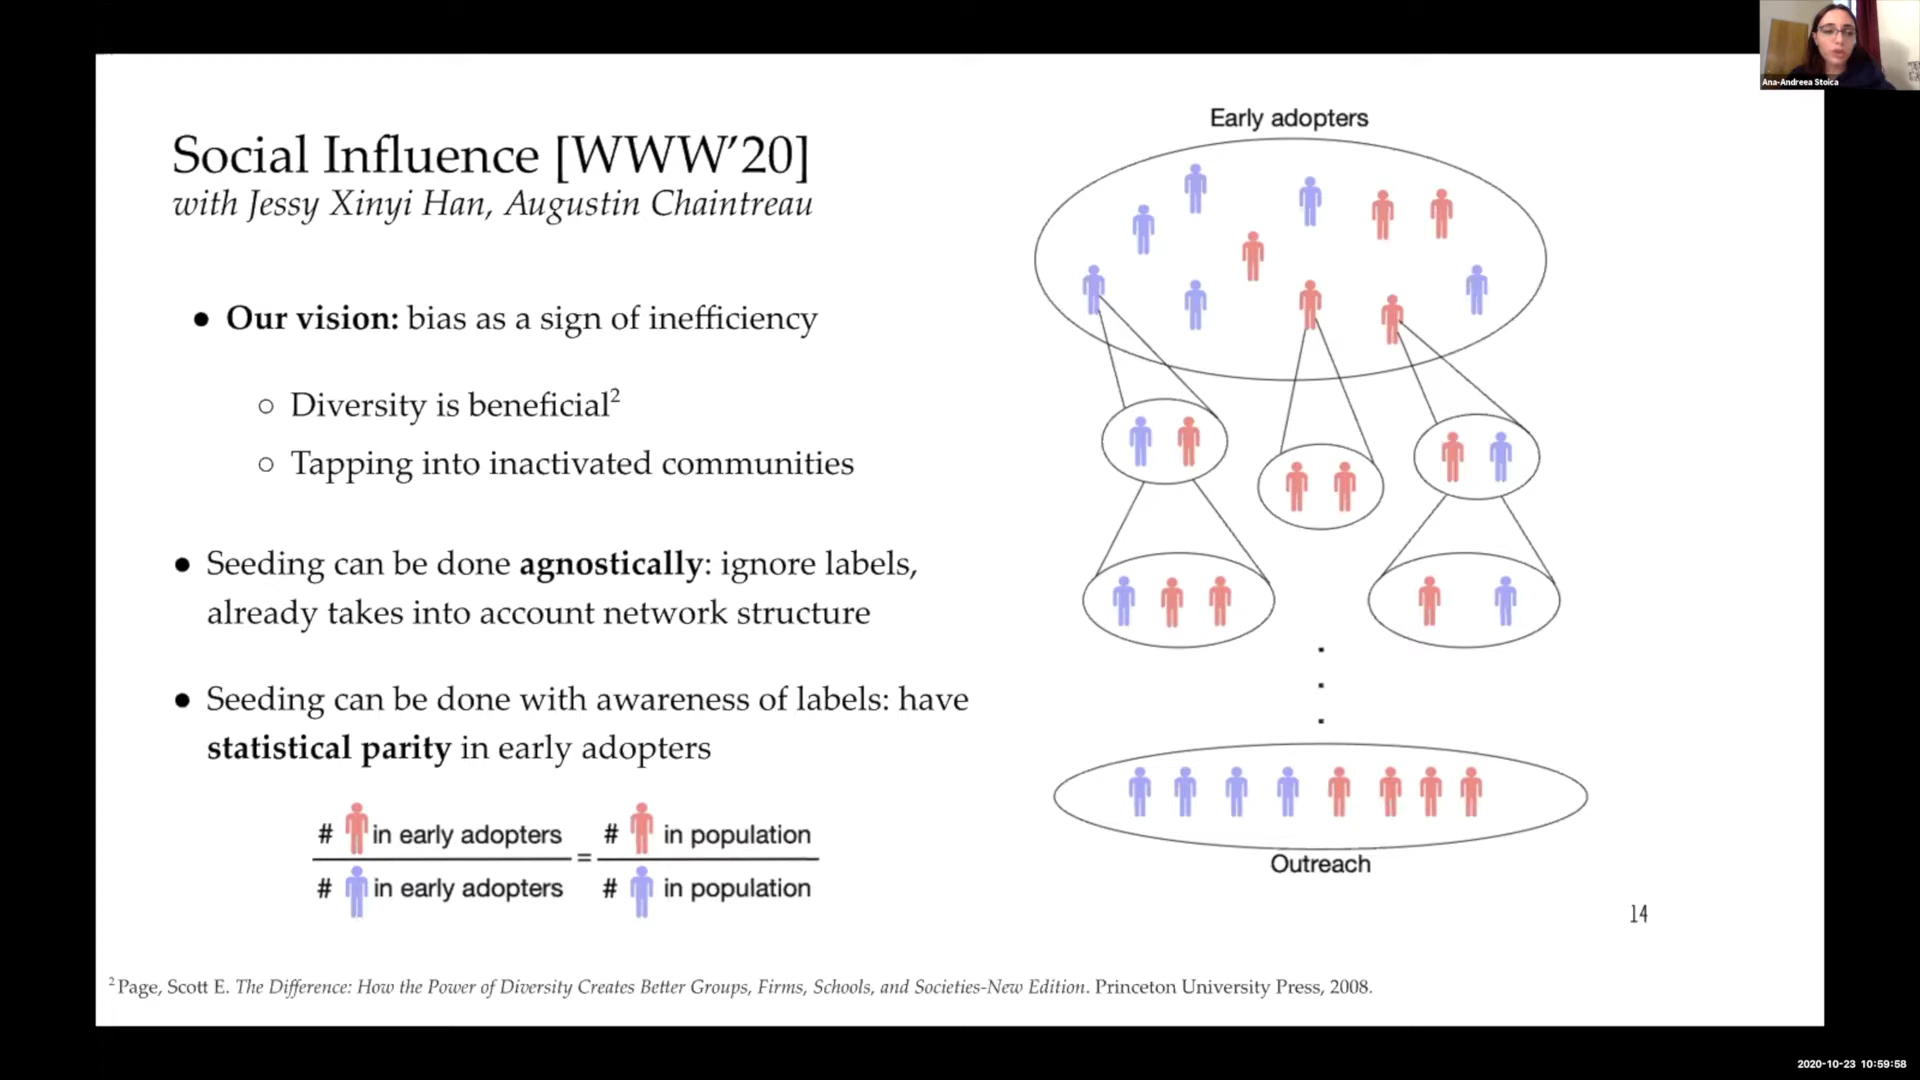 Ana-Andreea Stoica
Social Influence [WWW'20]
with Jessy Xinyi Han, Augustin Chaintreau
● Our vision: bias as a sign of inefficiency
○ Diversity is beneficial²
○ Tapping into inactivated communities
● Seeding can be done agnostically: ignore labels,
already takes into account network structure
● Seeding can be done with awareness of labels: have
statistical parity in early adopters
# in early adopters = # in population
# in early adopters # in population
Early adopters
Outreach
14
² Page, Scott E. The Difference: How the Power of Diversity Creates Better Groups, Firms, Schools, and Societies-New Edition. Princeton University Press, 2008.
2020-10-23 10:59:58